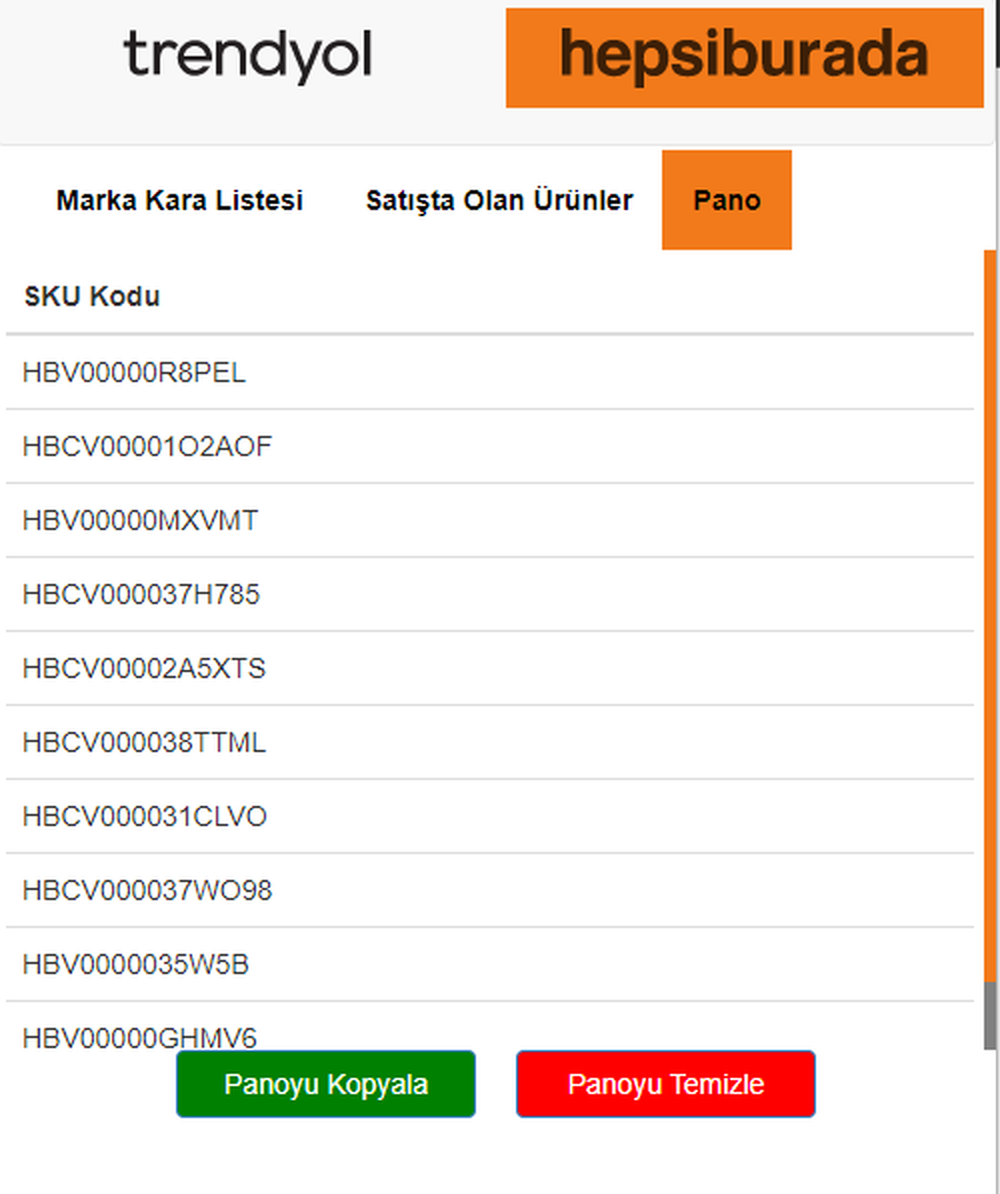 trendyol hepsiburada
Marka Kara Listesi Satışta Olan Ürünler Pano
SKU Kodu
HBV00000R8PEL
HBCV00001O2AOF
HBV00000MXVMT
HBCV000037H785
HBCV00002A5XTS
HBCV000038TTML
HBCV000031CLVO
HBCV000037WO98
HBV0000035W5B
HBV00000GHMV6
Panoyu Kopyala Panoyu Temizle